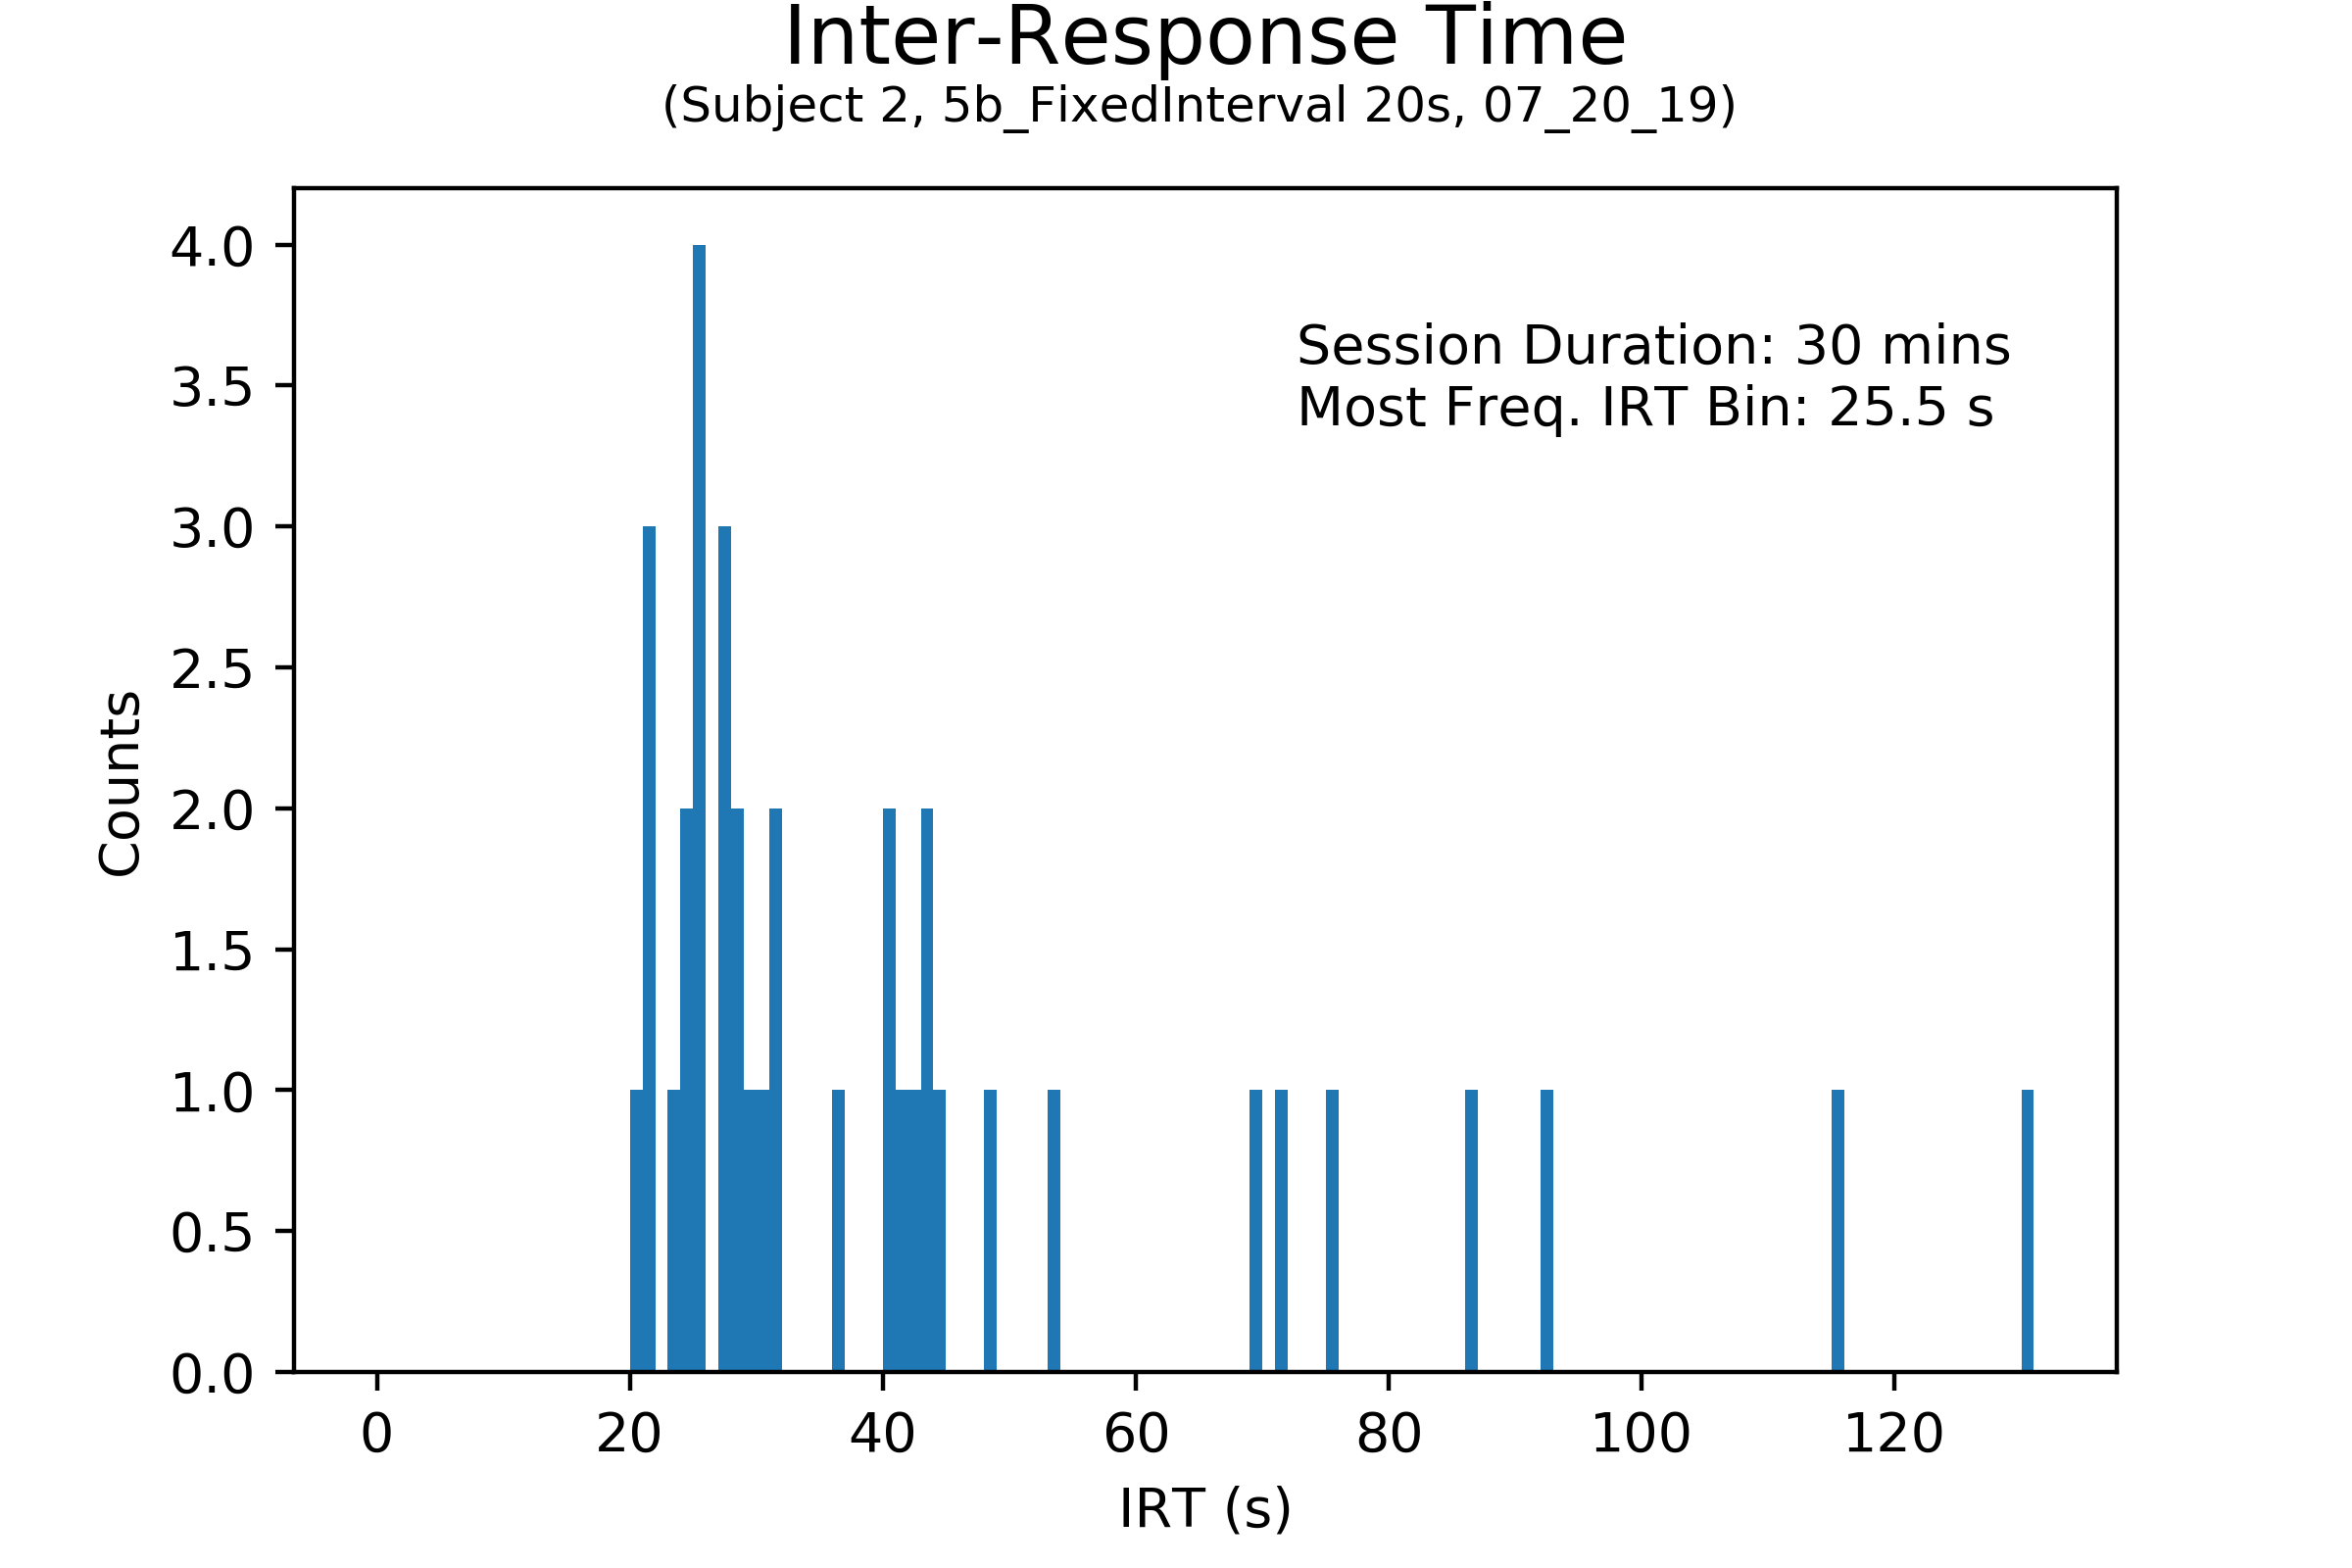 Inter-Response Time
(Subject 2, 5b_FixedInterval 20s, 07_20_19)
4.0
3.5
3.0
2.5
2.0
1.5
1.0
0.5
0.0
Counts
Session Duration: 30 mins
Most Freq. IRT Bin: 25.5 s
0 20 40 60 80 100 120
IRT (s)